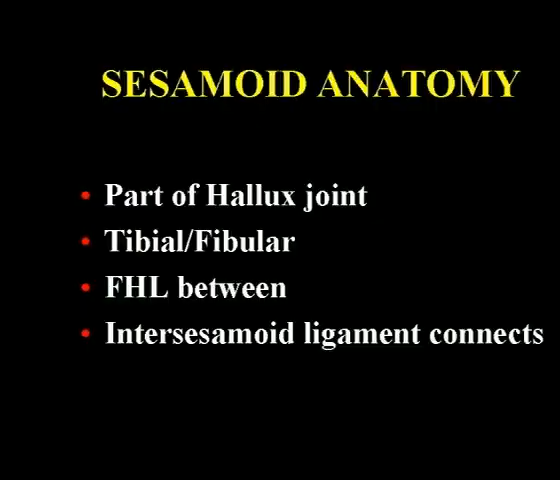 SESAMOID ANATOMY
• Part of Hallux joint
• Tibial/Fibular
• FHL between
• Intersesamoid ligament connects